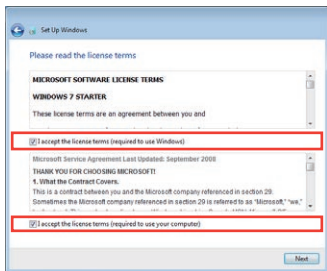 Set Up Windows
Please read the license terms
MICROSOFT SOFTWARE LICENSE TERMS
WINDOWS 7 STARTER
These license terms are an agreement between you and
I accept the license terms (required to use Windows)
Microsoft Service Agreement Last Updated: September 2008
THANK YOU FOR CHOOSING MICROSOFT!
1. What the Contract Covers.
This is a contract between you and the Microsoft company referenced in section 29.
Sometimes the Microsoft company referenced in section 29 is referred to as "Microsoft," "we,"
I accept the license terms (required to use your computer)
Next